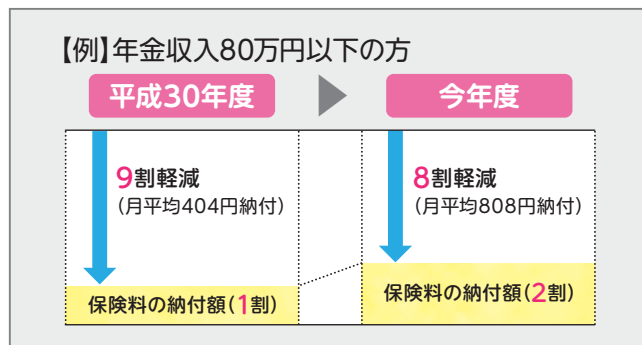 【例】年金収入80万円以下の方
平成30年度
今年度
9割軽減
(月平均404円納付)
保険料の納付額(1割)
8割軽減
(月平均808円納付)
保険料の納付額(2割)